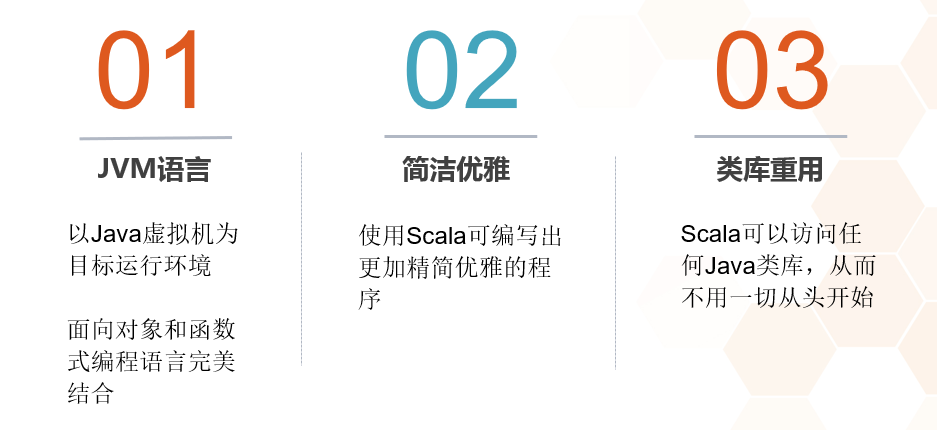 01
JVM语言
以Java虚拟机为
目标运行环境
面向对象和函数
式编程语言完美
结合
02
简洁优雅
使用Scala可编写出
更加精简优雅的程
序
03
类库重用
Scala可以访问任
何Java类库，从而
不用一切从头开始